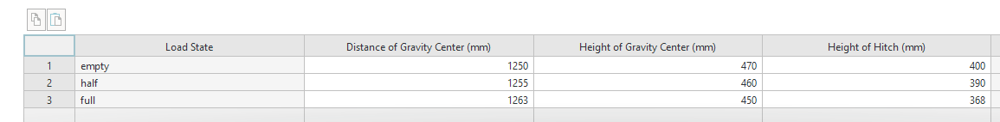 Load State Distance of Gravity Center (mm) Height of Gravity Center (mm) Height of Hitch (mm)
1 empty 1250 470 400
2 half 1255 460 390
3 full 1263 450 368